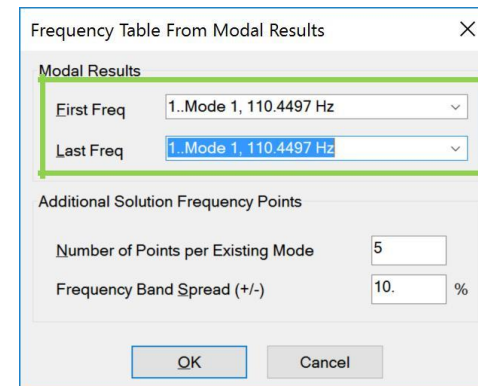 Frequency Table From Modal Results
Modal Results
First Freq 1..Mode 1, 110.4497 Hz
Last Freq 1..Mode 1, 110.4497 Hz
Additional Solution Frequency Points
Number of Points per Existing Mode 5
Frequency Band Spread (+/-) 10. %
OK Cancel